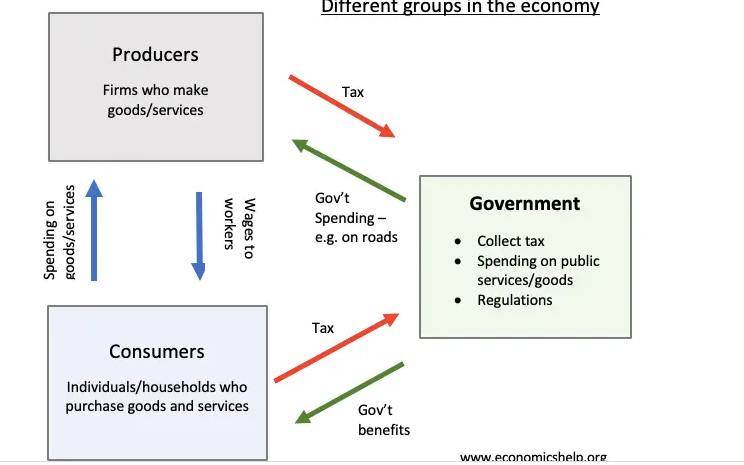 Different groups in the economy
Producers
Firms who make
goods/services
Tax
Gov't
Spending –
e.g. on roads
Spending on
goods/services
Wages to
workers
Government
• Collect tax
• Spending on public
services/goods
• Regulations
Consumers
Individuals/households who
purchase goods and services
Tax
Gov't
benefits
www.economicshelp.org